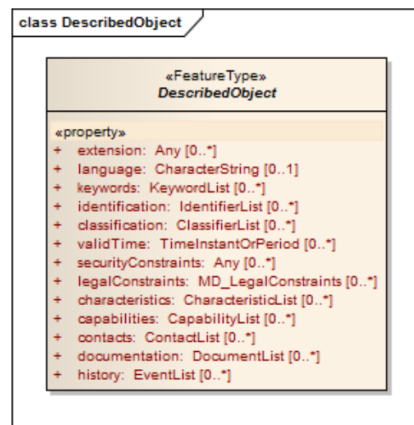 class DescribedObject
«FeatureType»
DescribedObject
«property»
+ extension: Any [0..*]
+ language: CharacterString [0..1]
+ keywords: KeywordList [0..*]
+ identification: IdentifierList [0..*]
+ classification: ClassifierList [0..*]
+ validTime: TimeInstantOrPeriod [0..*]
+ securityConstraints: Any [0..*]
+ legalConstraints: MD_LegalConstraints [0..*]
+ characteristics: CharacteristicList [0..*]
+ capabilities: CapabilityList [0..*]
+ contacts: ContactList [0..*]
+ documentation: DocumentList [0..*]
+ history: EventList [0..*]